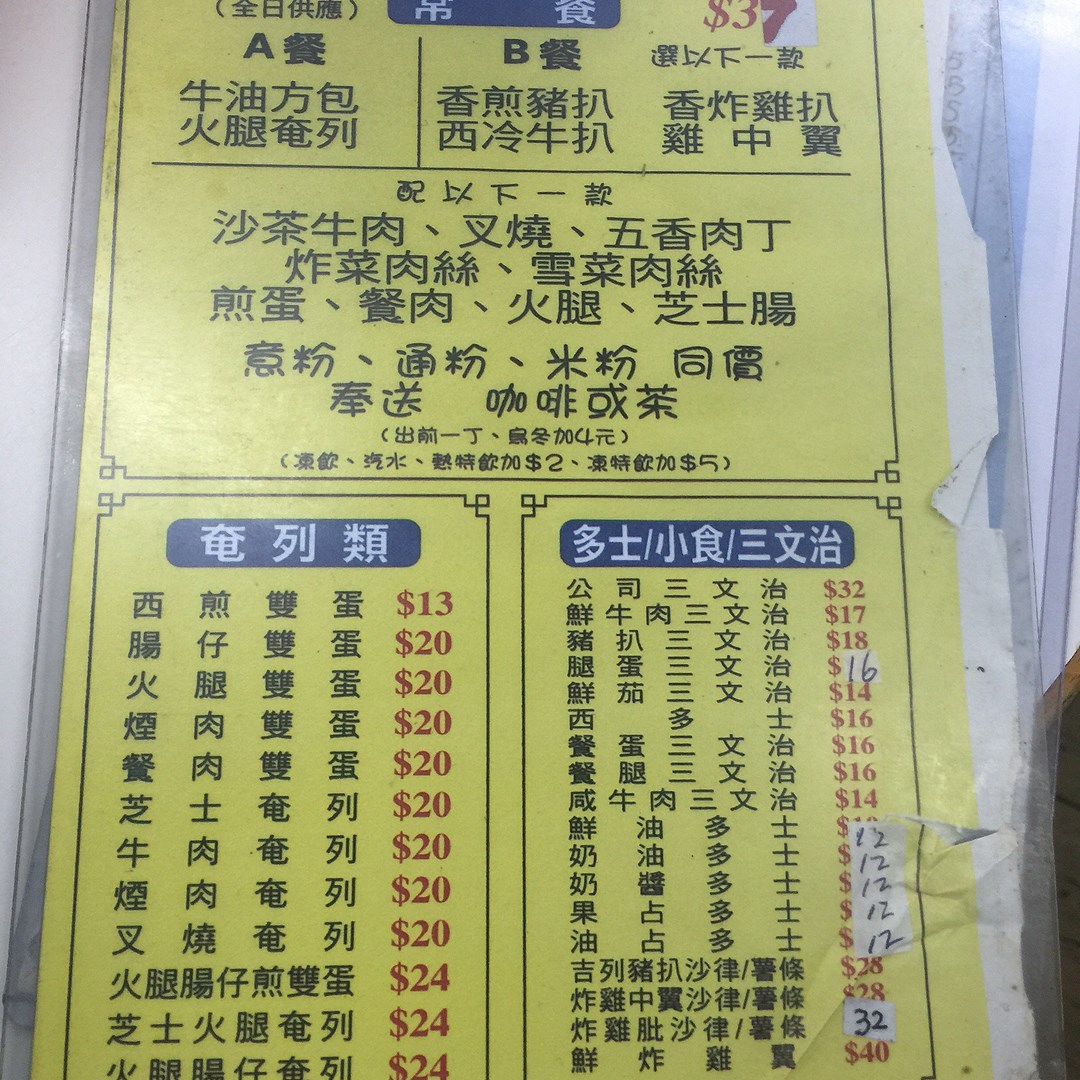 （全日供應）
常 餐
$37
A餐
B餐
選以下一款
牛油方包
火腿奄列
香煎豬扒
西冷牛扒
香炸雞扒
雞中翼
配以下一款
沙茶牛肉、叉燒、五香肉丁
炸菜肉絲、雪菜肉絲
煎蛋、餐肉、火腿、芝士腸
意粉、通粉、米粉 同價
奉送 咖啡或茶
（出前一丁、烏冬加4元）
（凍飲、汽水、熱特飲加$2、凍特飲加$5）
奄列類
西煎雙蛋 $13
腸仔雙蛋 $20
火腿雙蛋 $20
煙肉雙蛋 $20
餐肉雙蛋 $20
芝士奄列 $20
牛肉奄列 $20
煙肉奄列 $20
叉燒奄列 $20
火腿腸仔煎雙蛋 $24
芝士火腿奄列 $24
火腿腸仔奄列 $24
多士/小食/三文治
公司三文治 $32
鮮牛肉三文治 $17
豬扒三文治 $18
腿蛋三文治 $16
鮮茄三文治 $14
西多士 $16
餐蛋三文治 $16
餐腿三文治 $16
咸牛肉三文治 $14
鮮油多士 $12
奶油多士 $12
奶醬多士 $12
果占多士 $12
油占多士 $12
吉列豬扒沙律/薯條 $28
炸雞中翼沙律/薯條 $28
炸雞肶沙律/薯條 32
鮮炸雞翼 $40